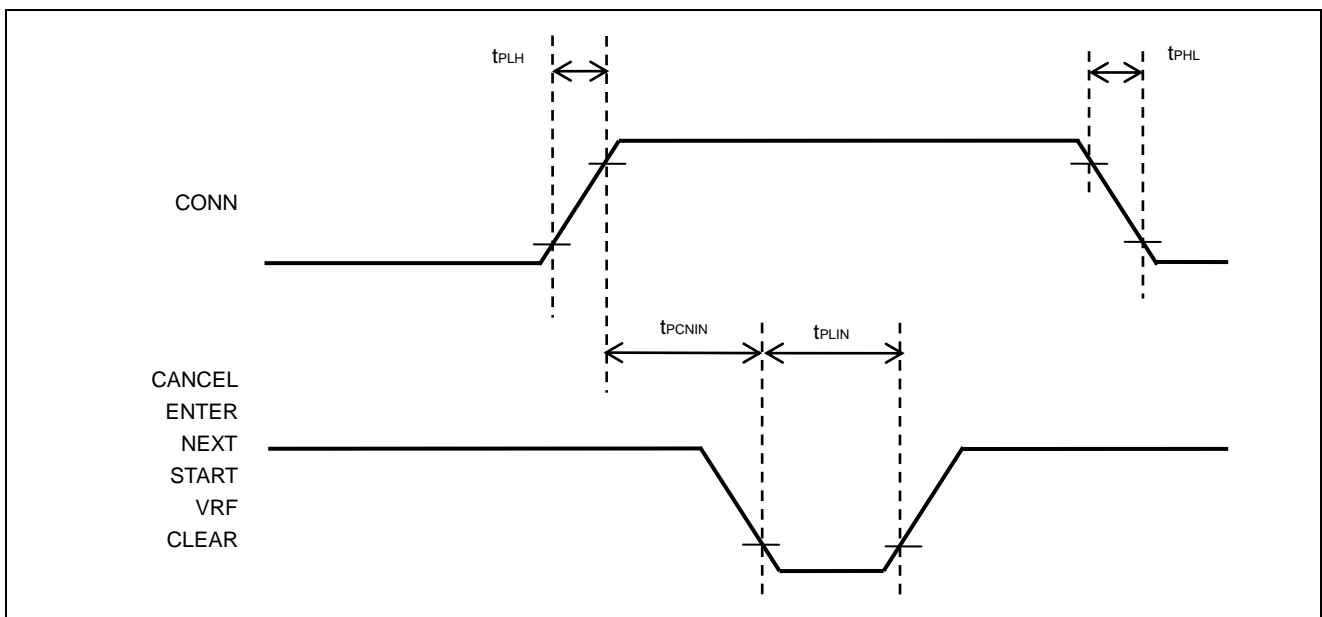 tPLH
tPHL
CONN
tPCNIN
tPLIN
CANCEL
ENTER
NEXT
START
VRF
CLEAR